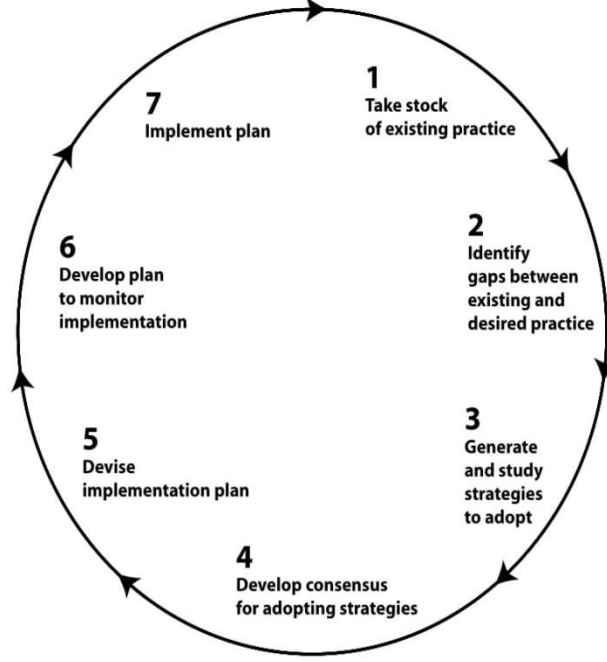 1
Take stock
of existing practice
2
Identify
gaps between
existing and
desired practice
3
Generate
and study
strategies
to adopt
4
Develop consensus
for adopting strategies
5
Devise
implementation plan
6
Develop plan
to monitor
implementation
7
Implement plan